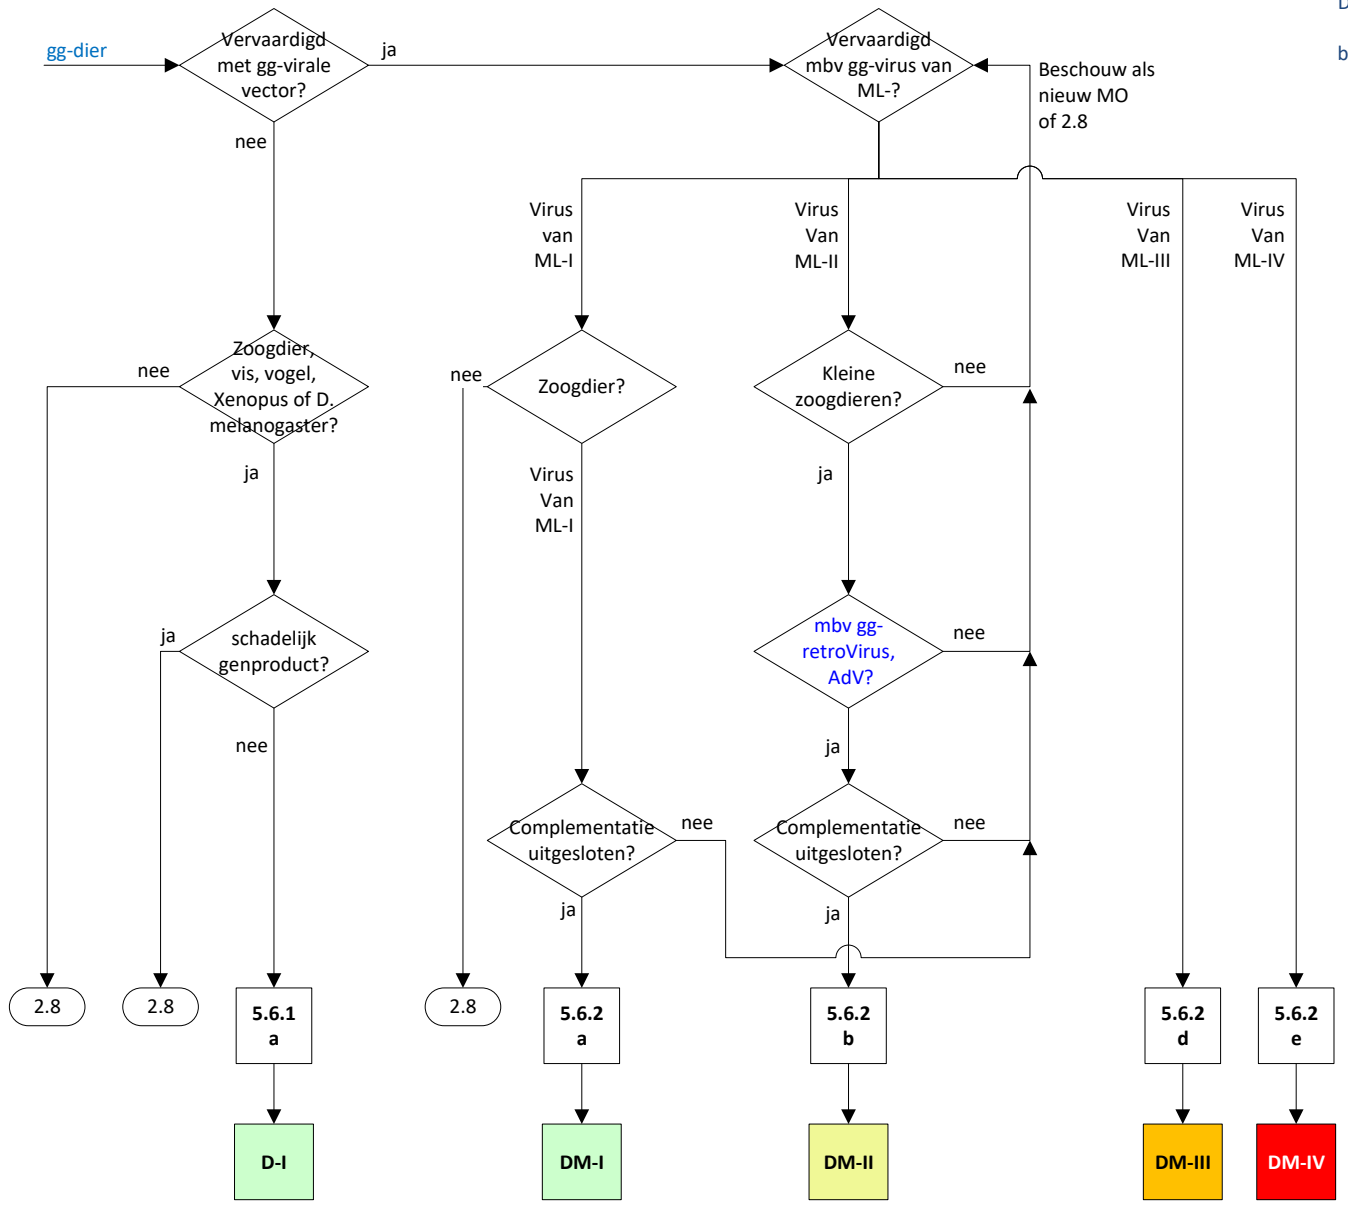 gg-dier
Vervaardigd
met gg-virale
vector?
ja
nee
Vervaardigd
mbv gg-virus van
ML-?
Beschouw als
nieuw MO
of 2.8
D
b
Virus
van
ML-I
Virus
Van
ML-II
Virus
Van
ML-III
Virus
Van
ML-IV
nee
Zoogdier,
vis, vogel,
Xenopus of D.
melanogaster?
ja
nee
Zoogdier?
Virus
Van
ML-I
Kleine
zoogdieren?
nee
ja
ja
schadelijk
genproduct?
nee
mbv gg-
retroVirus,
AdV?
nee
ja
Complementatie
uitgesloten?
nee
ja
Complementatie
uitgesloten?
nee
ja
2.8
2.8
5.6.1
a
2.8
5.6.2
a
5.6.2
b
5.6.2
d
5.6.2
e
D-I
DM-I
DM-II
DM-III
DM-IV